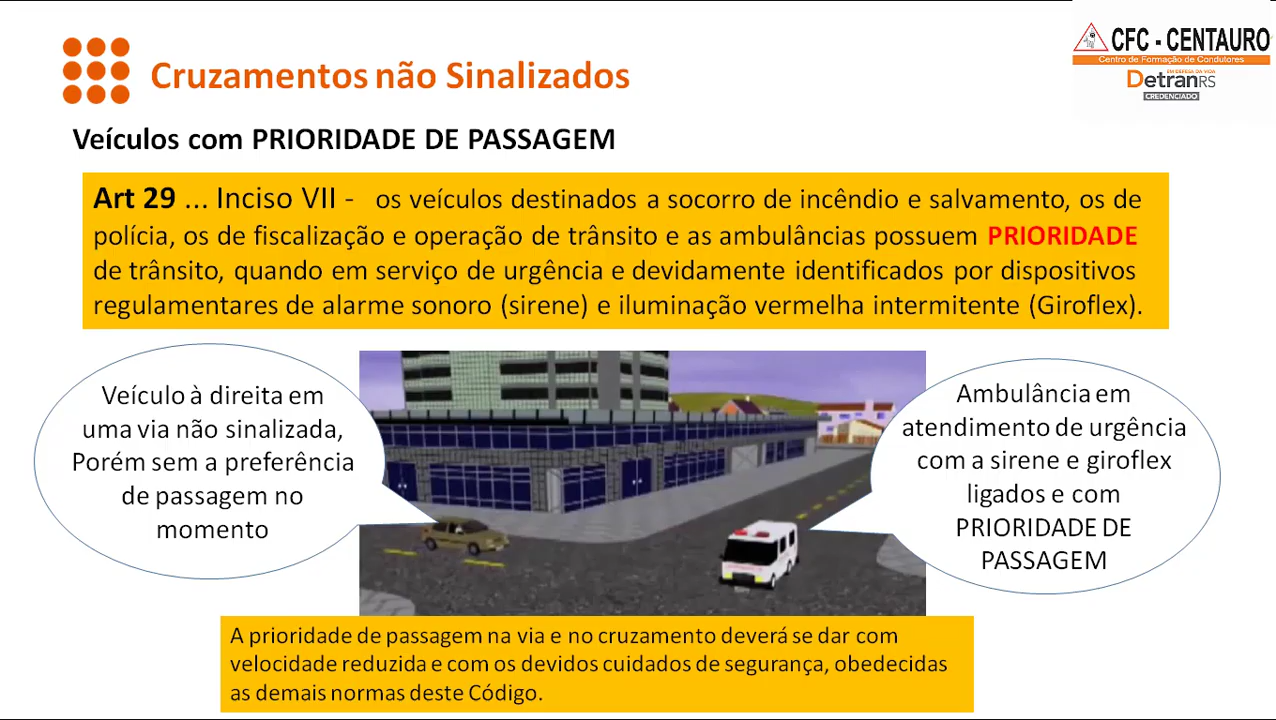 CFC - CENTAURO
Centro de Formação de Condutores
EM DEFESA DA VIDA
DetranRS
CREDENCIADO
Cruzamentos não Sinalizados
Veículos com PRIORIDADE DE PASSAGEM
Art 29 ... Inciso VII - os veículos destinados a socorro de incêndio e salvamento, os de
polícia, os de fiscalização e operação de trânsito e as ambulâncias possuem PRIORIDADE
de trânsito, quando em serviço de urgência e devidamente identificados por dispositivos
regulamentares de alarme sonoro (sirene) e iluminação vermelha intermitente (Giroflex).
Veículo à direita em
uma via não sinalizada,
Porém sem a preferência
de passagem no
momento
Ambulância em
atendimento de urgência
com a sirene e giroflex
ligados e com
PRIORIDADE DE
PASSAGEM
A prioridade de passagem na via e no cruzamento deverá se dar com
velocidade reduzida e com os devidos cuidados de segurança, obedecidas
as demais normas deste Código.